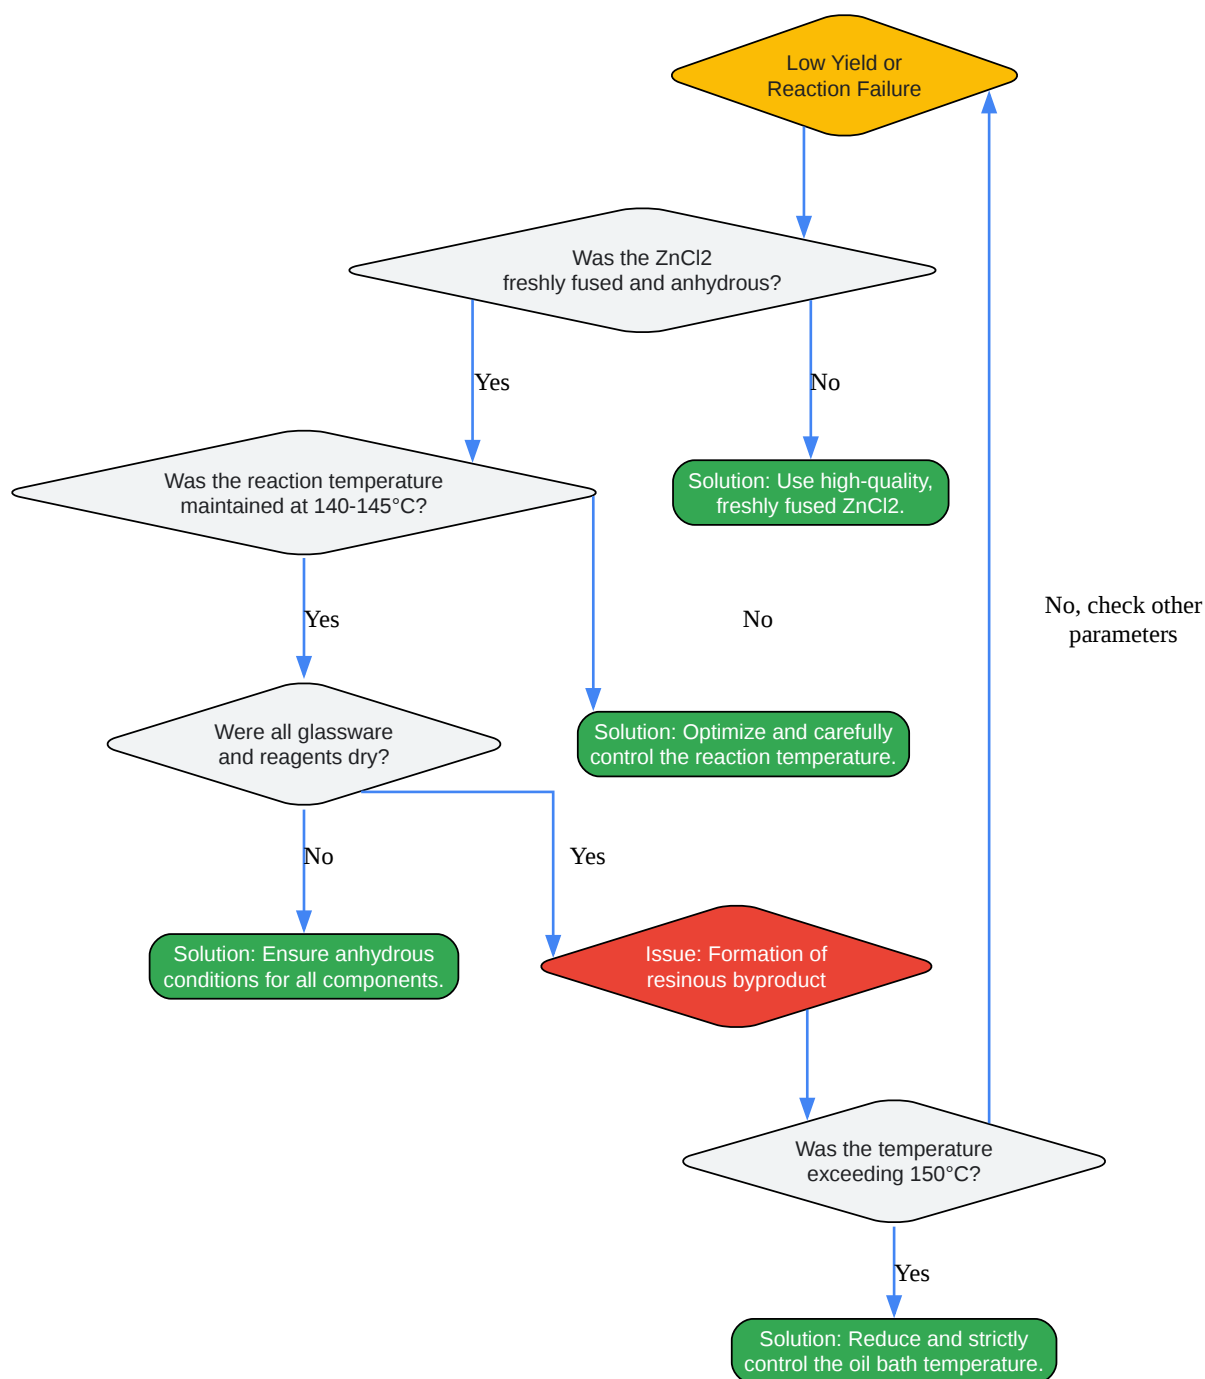 Low Yield or
Reaction Failure
Was the ZnCl2
freshly fused and anhydrous?
Yes
No
Was the reaction temperature
maintained at 140-145°C?
Solution: Use high-quality,
freshly fused ZnCl2.
Yes
No
No, check other
parameters
Were all glassware
and reagents dry?
Solution: Optimize and carefully
control the reaction temperature.
No
Yes
Solution: Ensure anhydrous
conditions for all components.
Issue: Formation of
resinous byproduct
Was the temperature
exceeding 150°C?
Yes
Solution: Reduce and strictly
control the oil bath temperature.